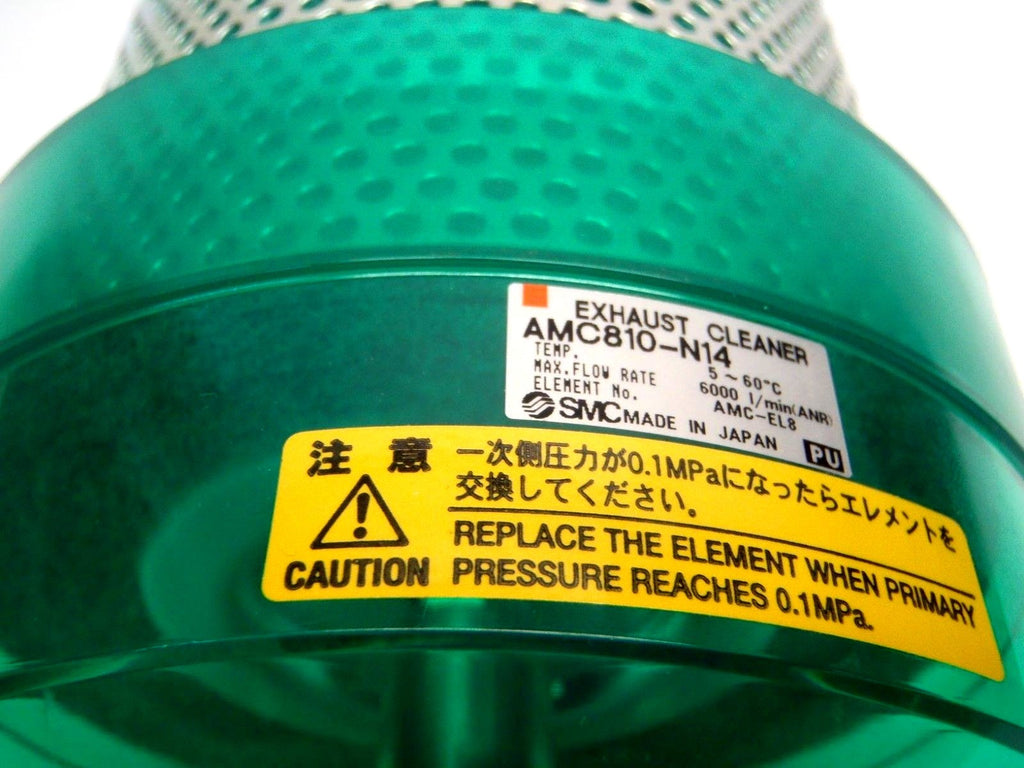 EXHAUST CLEANER
AMC810-N14
TEMP. 5~60°C
MAX.FLOW RATE 6000 l/min(ANR)
ELEMENT No. AMC-EL8
SMC MADE IN JAPAN PU
注意
CAUTION
一次側圧力が0.1MPaになったらエレメントを
交換してください。
REPLACE THE ELEMENT WHEN PRIMARY
PRESSURE REACHES 0.1MPa.